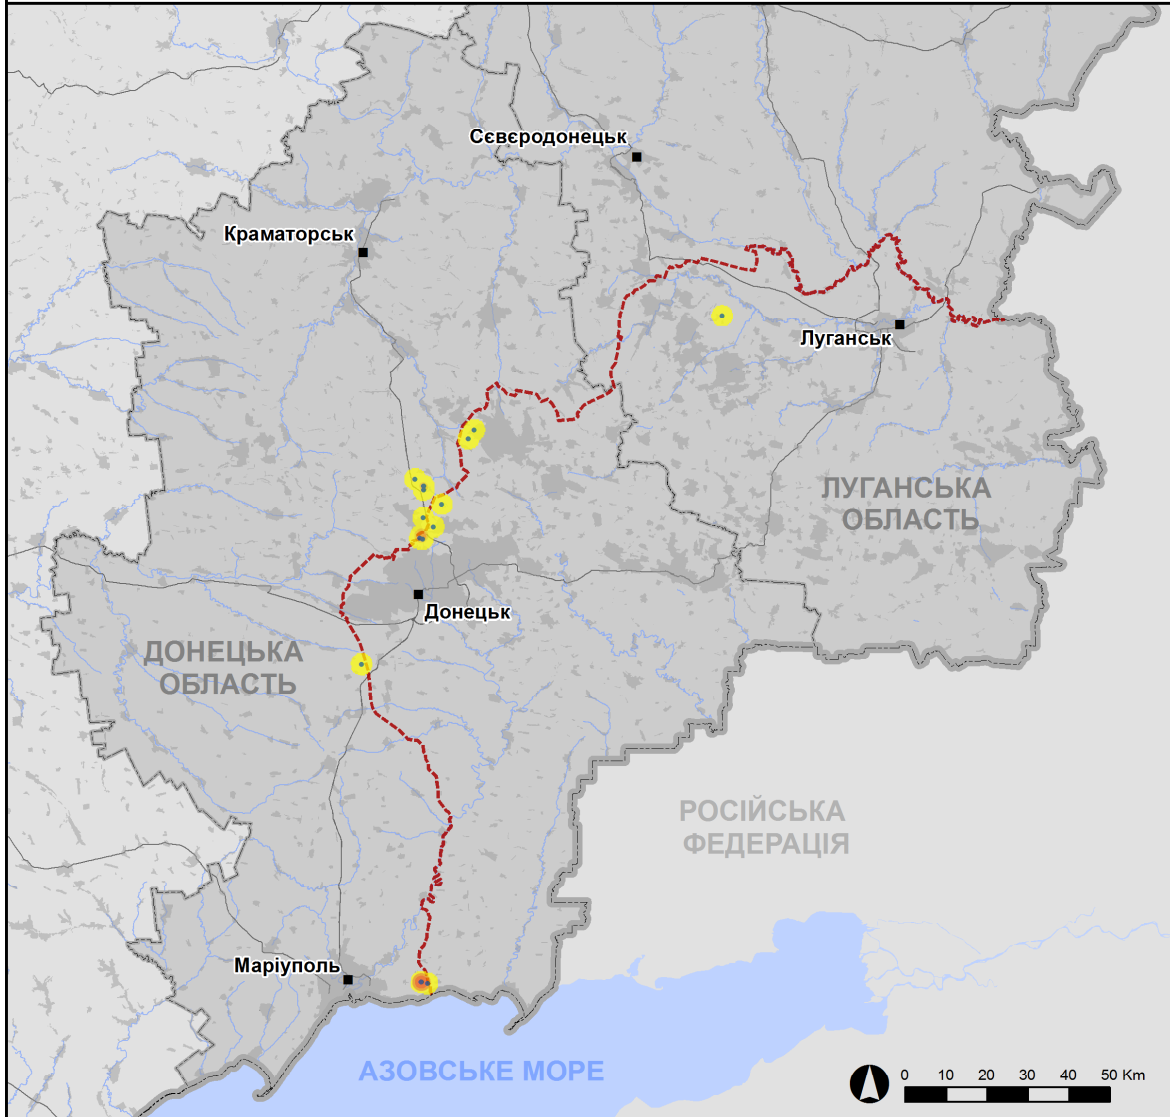 Сєвєродонецьк
Краматорськ
Луганськ
ЛУГАНСЬКА
ОБЛАСТЬ
Донецьк
ДОНЕЦЬКА
ОБЛАСТЬ
РОСІЙСЬКА
ФЕДЕРАЦІЯ
Маріуполь
АЗОВСЬКЕ МОРЕ
0 10 20 30 40 50 Km